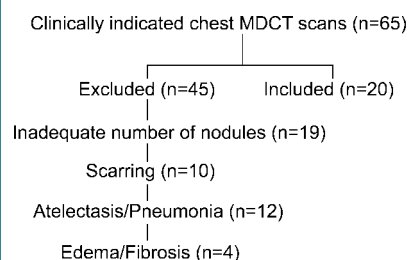 Clinically indicated chest MDCT scans (n=65)
Excluded (n=45) Included (n=20)
Inadequate number of nodules (n=19)
Scarring (n=10)
Atelectasis/Pneumonia (n=12)
Edema/Fibrosis (n=4)